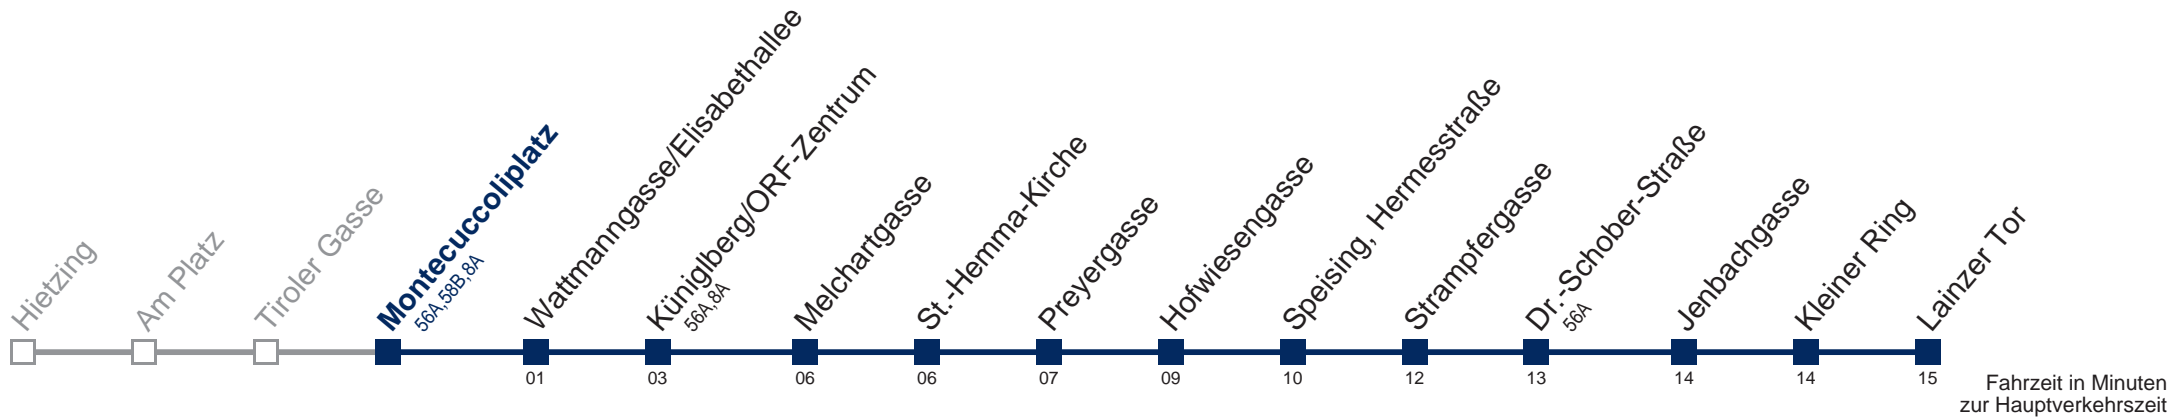 Hietzing
Am Platz
Tiroler Gasse
Montecuccoliplatz
56A,58B,8A
Wattmanngasse/Elisabethallee
Küniglberg/ORF-Zentrum
56A,8A
Melchartgasse
St.-Hemma-Kirche
Preyergasse
Hofwiesengasse
Speising, Hermesstraße
Strampfergasse
Dr.-Schober-Straße
56A
Jenbachgasse
Kleiner Ring
Lainzer Tor
01
03
06
06
07
09
10
12
13
14
14
15
Fahrzeit in Minuten
zur Hauptverkehrszeit